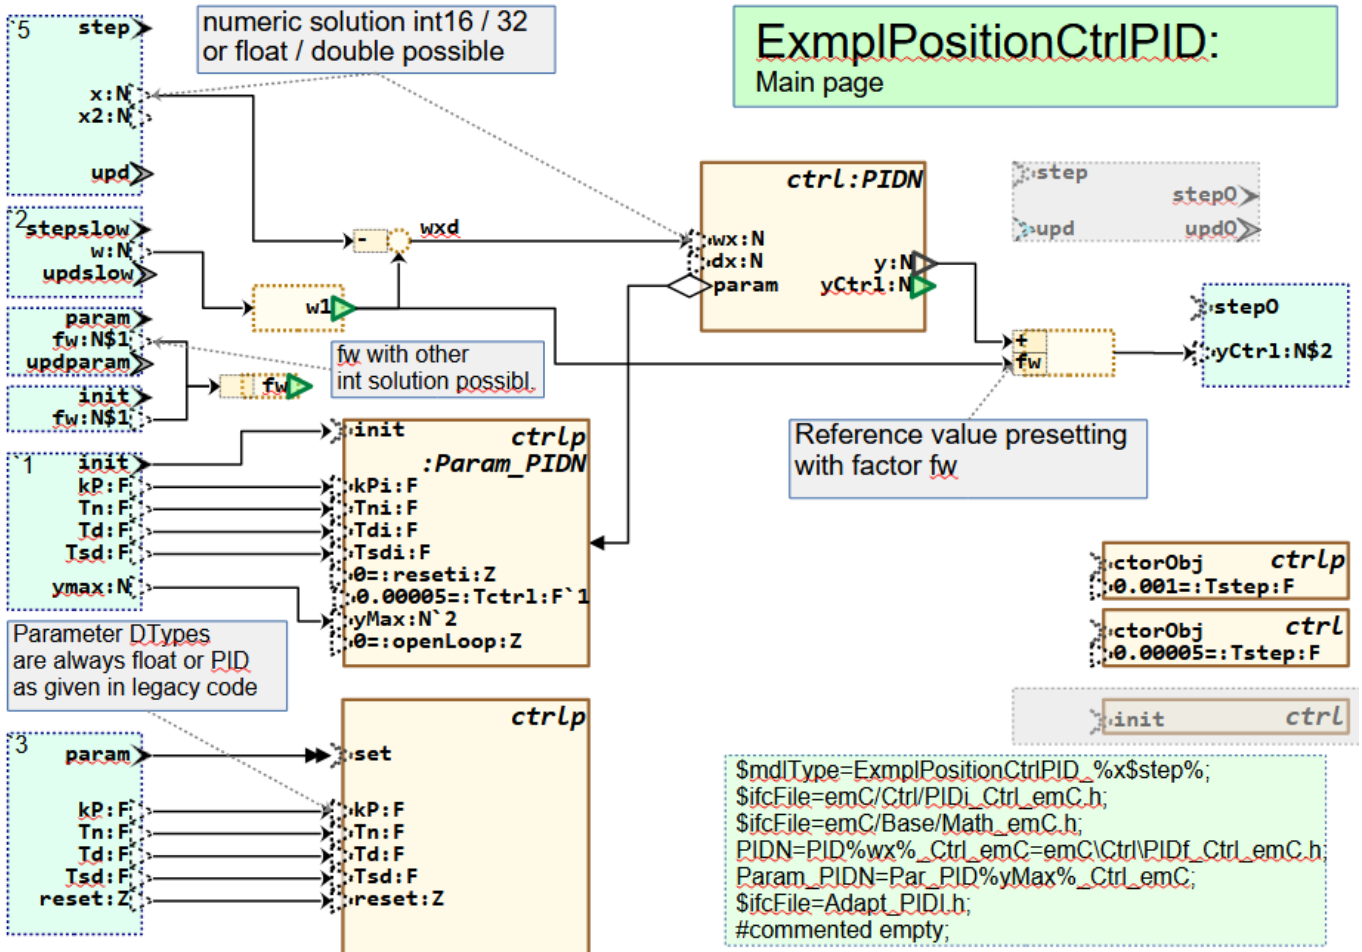 `5
step
x:N
x2:N
upd
numeric solution int16 / 32
or float / double possible
ExmplPositionCtrlPID:
Main page
`2
stepslow
w:N
updslow
-
wxd
w1
ctrl:PIDN
wx:N
dx:N
param
y:N
yCtrl:N
step
stepO
upd
updO
stepO
yCtrl:N$2
+
fw
param
fw:N$1
updparam
init
fw:N$1
fw
fw with other
int solution possibl.
Reference value presetting
with factor fw
`1
init
kP:F
Tn:F
Td:F
Tsd:F
ymax:N
init
ctrlp
:Param_PIDN
kPi:F
Tni:F
Tdi:F
Tsdi:F
0=:reseti:Z
0.00005=:Tctrl:F`1
yMax:N`2
0=:openLoop:Z
Parameter DTypes
are always float or PID
as given in legacy code
`3
param
kP:F
Tn:F
Td:F
Tsd:F
reset:Z
ctrlp
set
kP:F
Tn:F
Td:F
Tsd:F
reset:Z
ctorObj
ctrlp
0.001=:Tstep:F
ctorObj
ctrl
0.00005=:Tstep:F
init
ctrl
$mdlType=ExmplPositionCtrlPID_%x$step%;
$ifcFile=emC/Ctrl/PIDi_Ctrl_emC.h;
$ifcFile=emC/Base/Math_emC.h;
PIDN=PID%wx%_Ctrl_emC=emC\Ctrl\PIDf_Ctrl_emC.h;
Param_PIDN=Par_PID%yMax%_Ctrl_emC;
$ifcFile=Adapt_PIDI.h;
#commented empty;